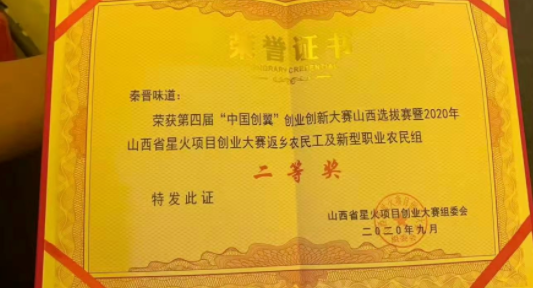 荣誉证书
秦晋味道：
荣获第四届“中国创翼”创业创新大赛山西选拔赛暨2020年
山西省星火项目创业大赛返乡农民工及新型职业农民组
二等奖
特发此证
山西省星火项目创业大赛组委会
二〇二〇年九月